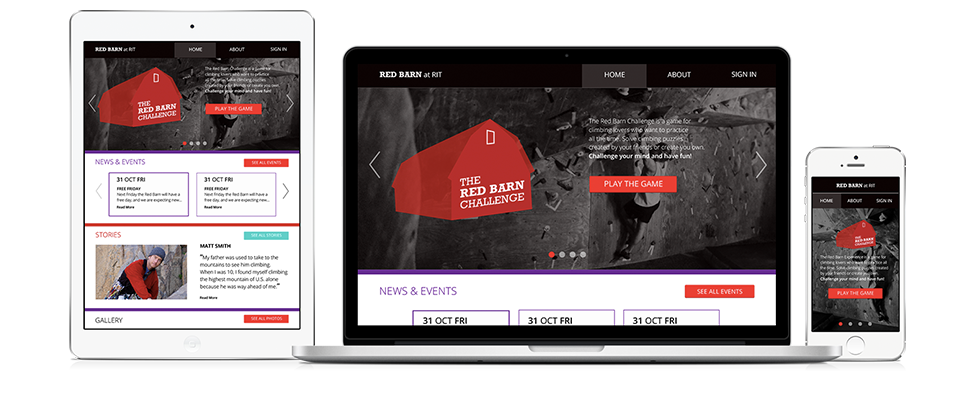 RED BARN at RIT
HOME
ABOUT
SIGN IN
The Red Barn Challenge is a game for
climbing lovers who want to practice
all the time. Solve climbing puzzles
created by your friends or create you own.
Challenge your mind and have fun!
PLAY THE GAME
THE
RED BARN
CHALLENGE
NEWS & EVENTS
SEE ALL EVENTS
31 OCT FRI
FREE FRIDAY
Next Friday the Red Barn will have a
free day, and we are expecting new...
Read More
31 OCT FRI
FREE FRIDAY
Next Friday the Red Barn will have a
free day, and we are expecting new...
Read More
STORIES
SEE ALL STORIES
MATT SMITH
"My father was used to take to the
mountains to see him climbing.
When I was 10, I found myself climbing
the highest mountain of U.S. alone
because he was way ahead of me."
Read More
GALLERY
SEE ALL PHOTOS
RED BARN at RIT
HOME
ABOUT
SIGN IN
The Red Barn Challenge is a game for
climbing lovers who want to practice
all the time. Solve climbing puzzles
created by your friends or create you own.
Challenge your mind and have fun!
PLAY THE GAME
THE
RED BARN
CHALLENGE
NEWS & EVENTS
SEE ALL EVENTS
31 OCT FRI
31 OCT FRI
31 OCT FRI
RED BARN at RIT
HOME
ABOUT
SIGN IN
THE
RED BARN
CHALLENGE
The Red Barn Experience is a game for
climbing lovers who want to practice all
the time. Solve climbing puzzles created by
your friends or create you own.
Challenge your mind and have fun!
PLAY THE GAME